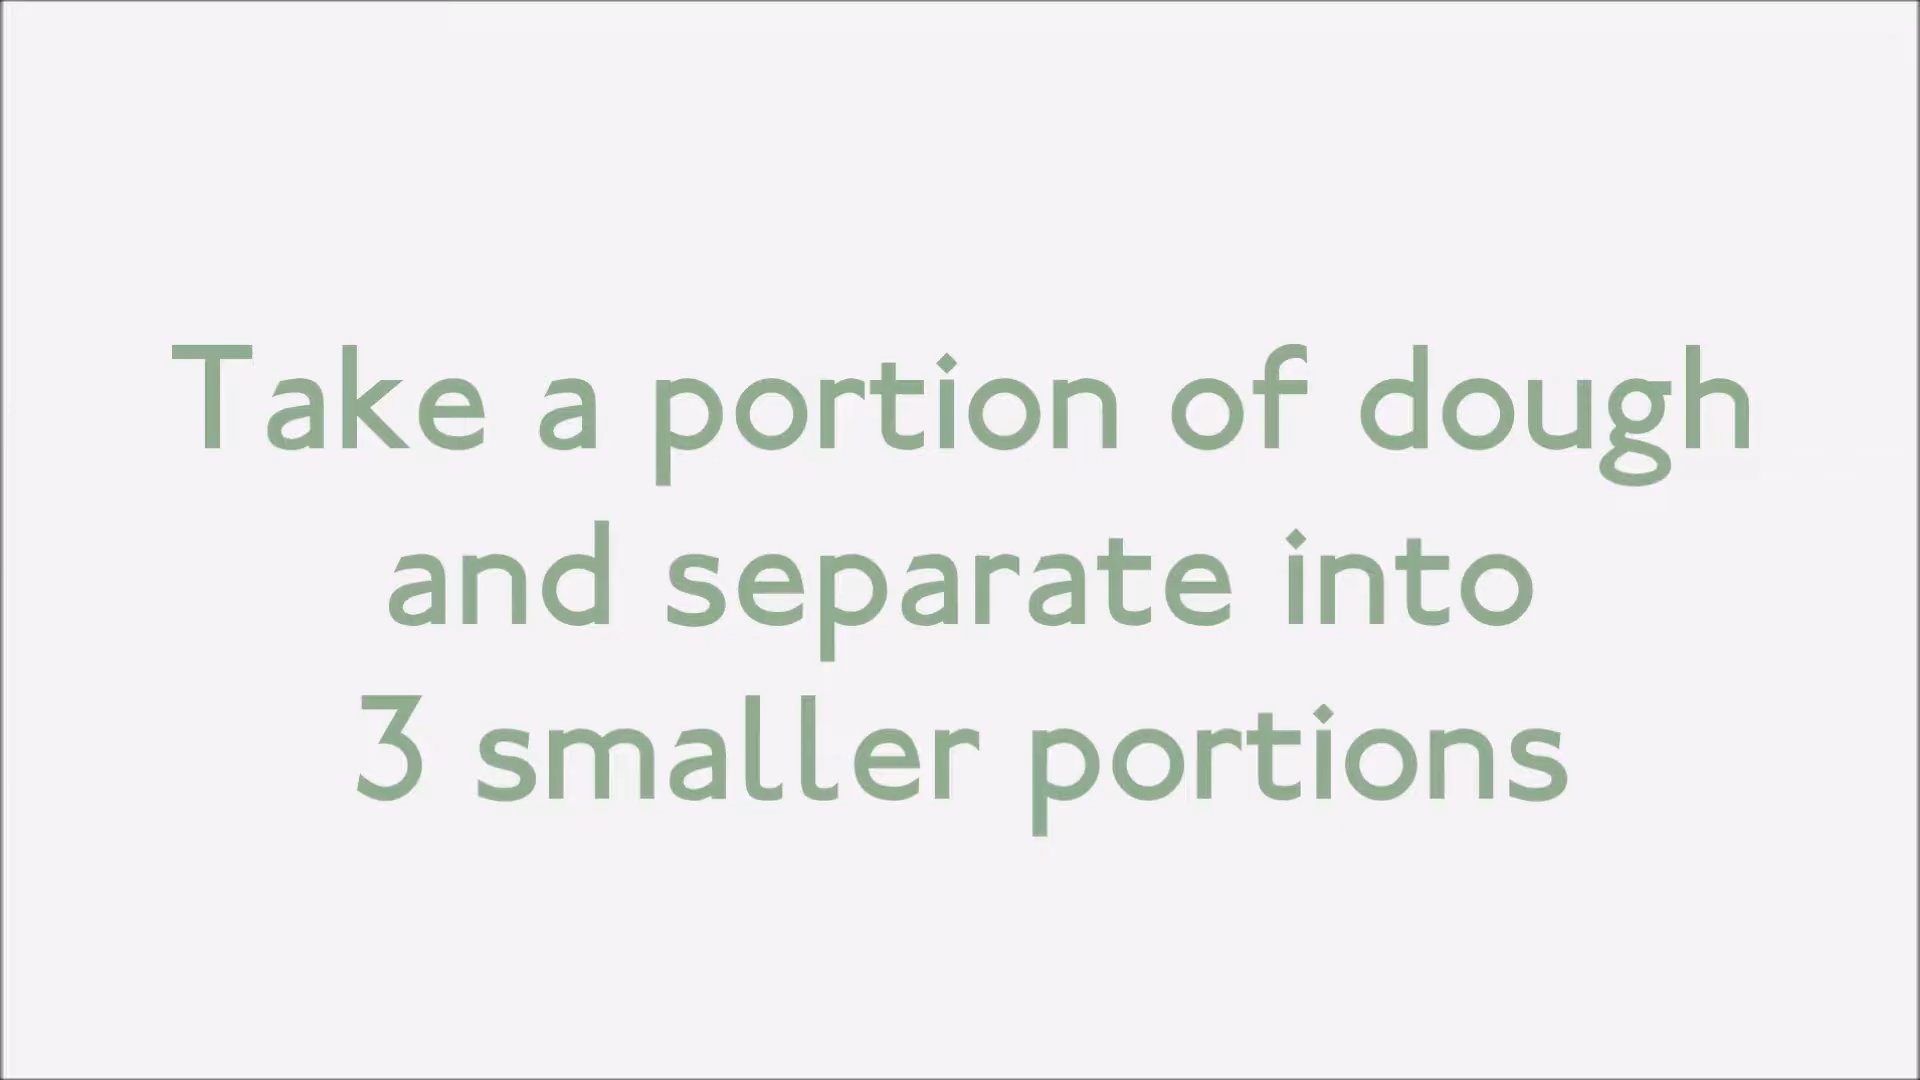 Take a portion of dough
and separate into
3 smaller portions